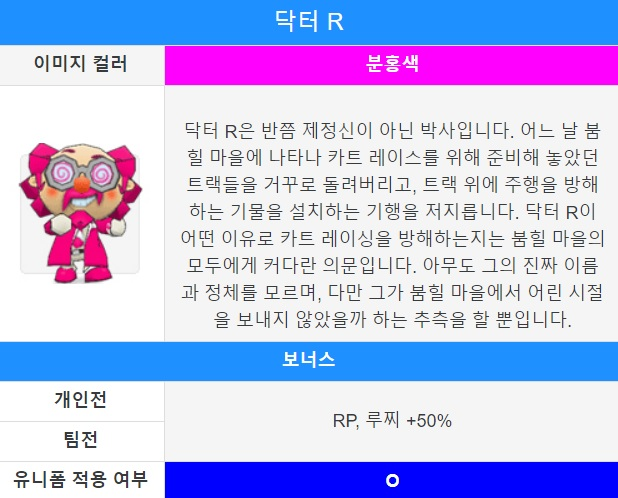 닥터 R
이미지 컬러
분홍색
닥터 R은 반쯤 제정신이 아닌 박사입니다. 어느 날 붐
힐 마을에 나타나 카트 레이스를 위해 준비해 놓았던
트랙들을 거꾸로 돌려버리고, 트랙 위에 주행을 방해
하는 기물을 설치하는 기행을 저지릅니다. 닥터 R이
어떤 이유로 카트 레이싱을 방해하는지는 붐힐 마을의
모두에게 커다란 의문입니다. 아무도 그의 진짜 이름
과 정체를 모르며, 다만 그가 붐힐 마을에서 어린 시절
을 보내지 않았을까 하는 추측을 할 뿐입니다.
보너스
개인전
RP, 루찌 +50%
팀전
유니폼 적용 여부
O